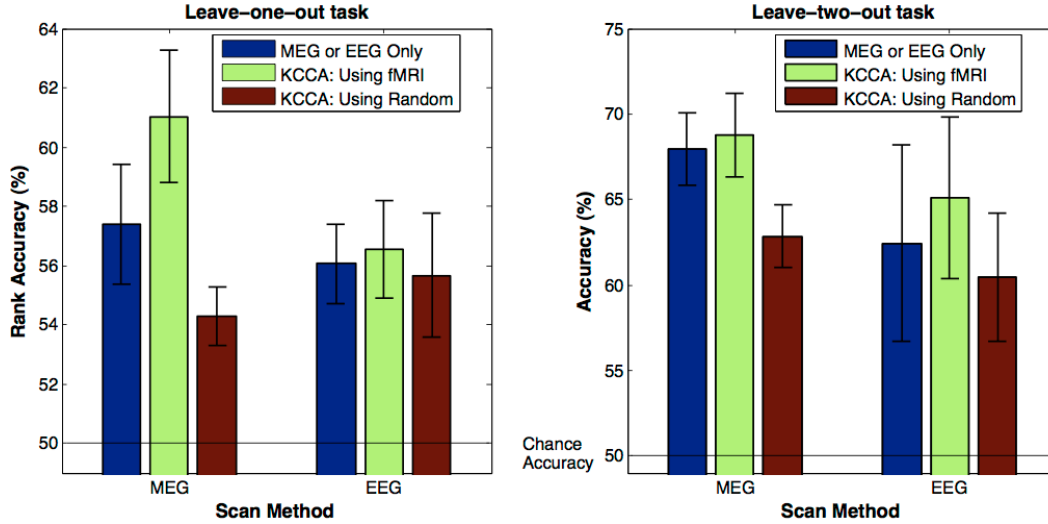 Leave−one−out task
64
62
60
58
56
54
52
50
Rank Accuracy (%)
MEG or EEG Only
KCCA: Using fMRI
KCCA: Using Random
MEG
EEG
Scan Method
Leave−two−out task
75
70
65
60
55
50
Accuracy (%)
Chance
Accuracy
MEG or EEG Only
KCCA: Using fMRI
KCCA: Using Random
MEG
EEG
Scan Method